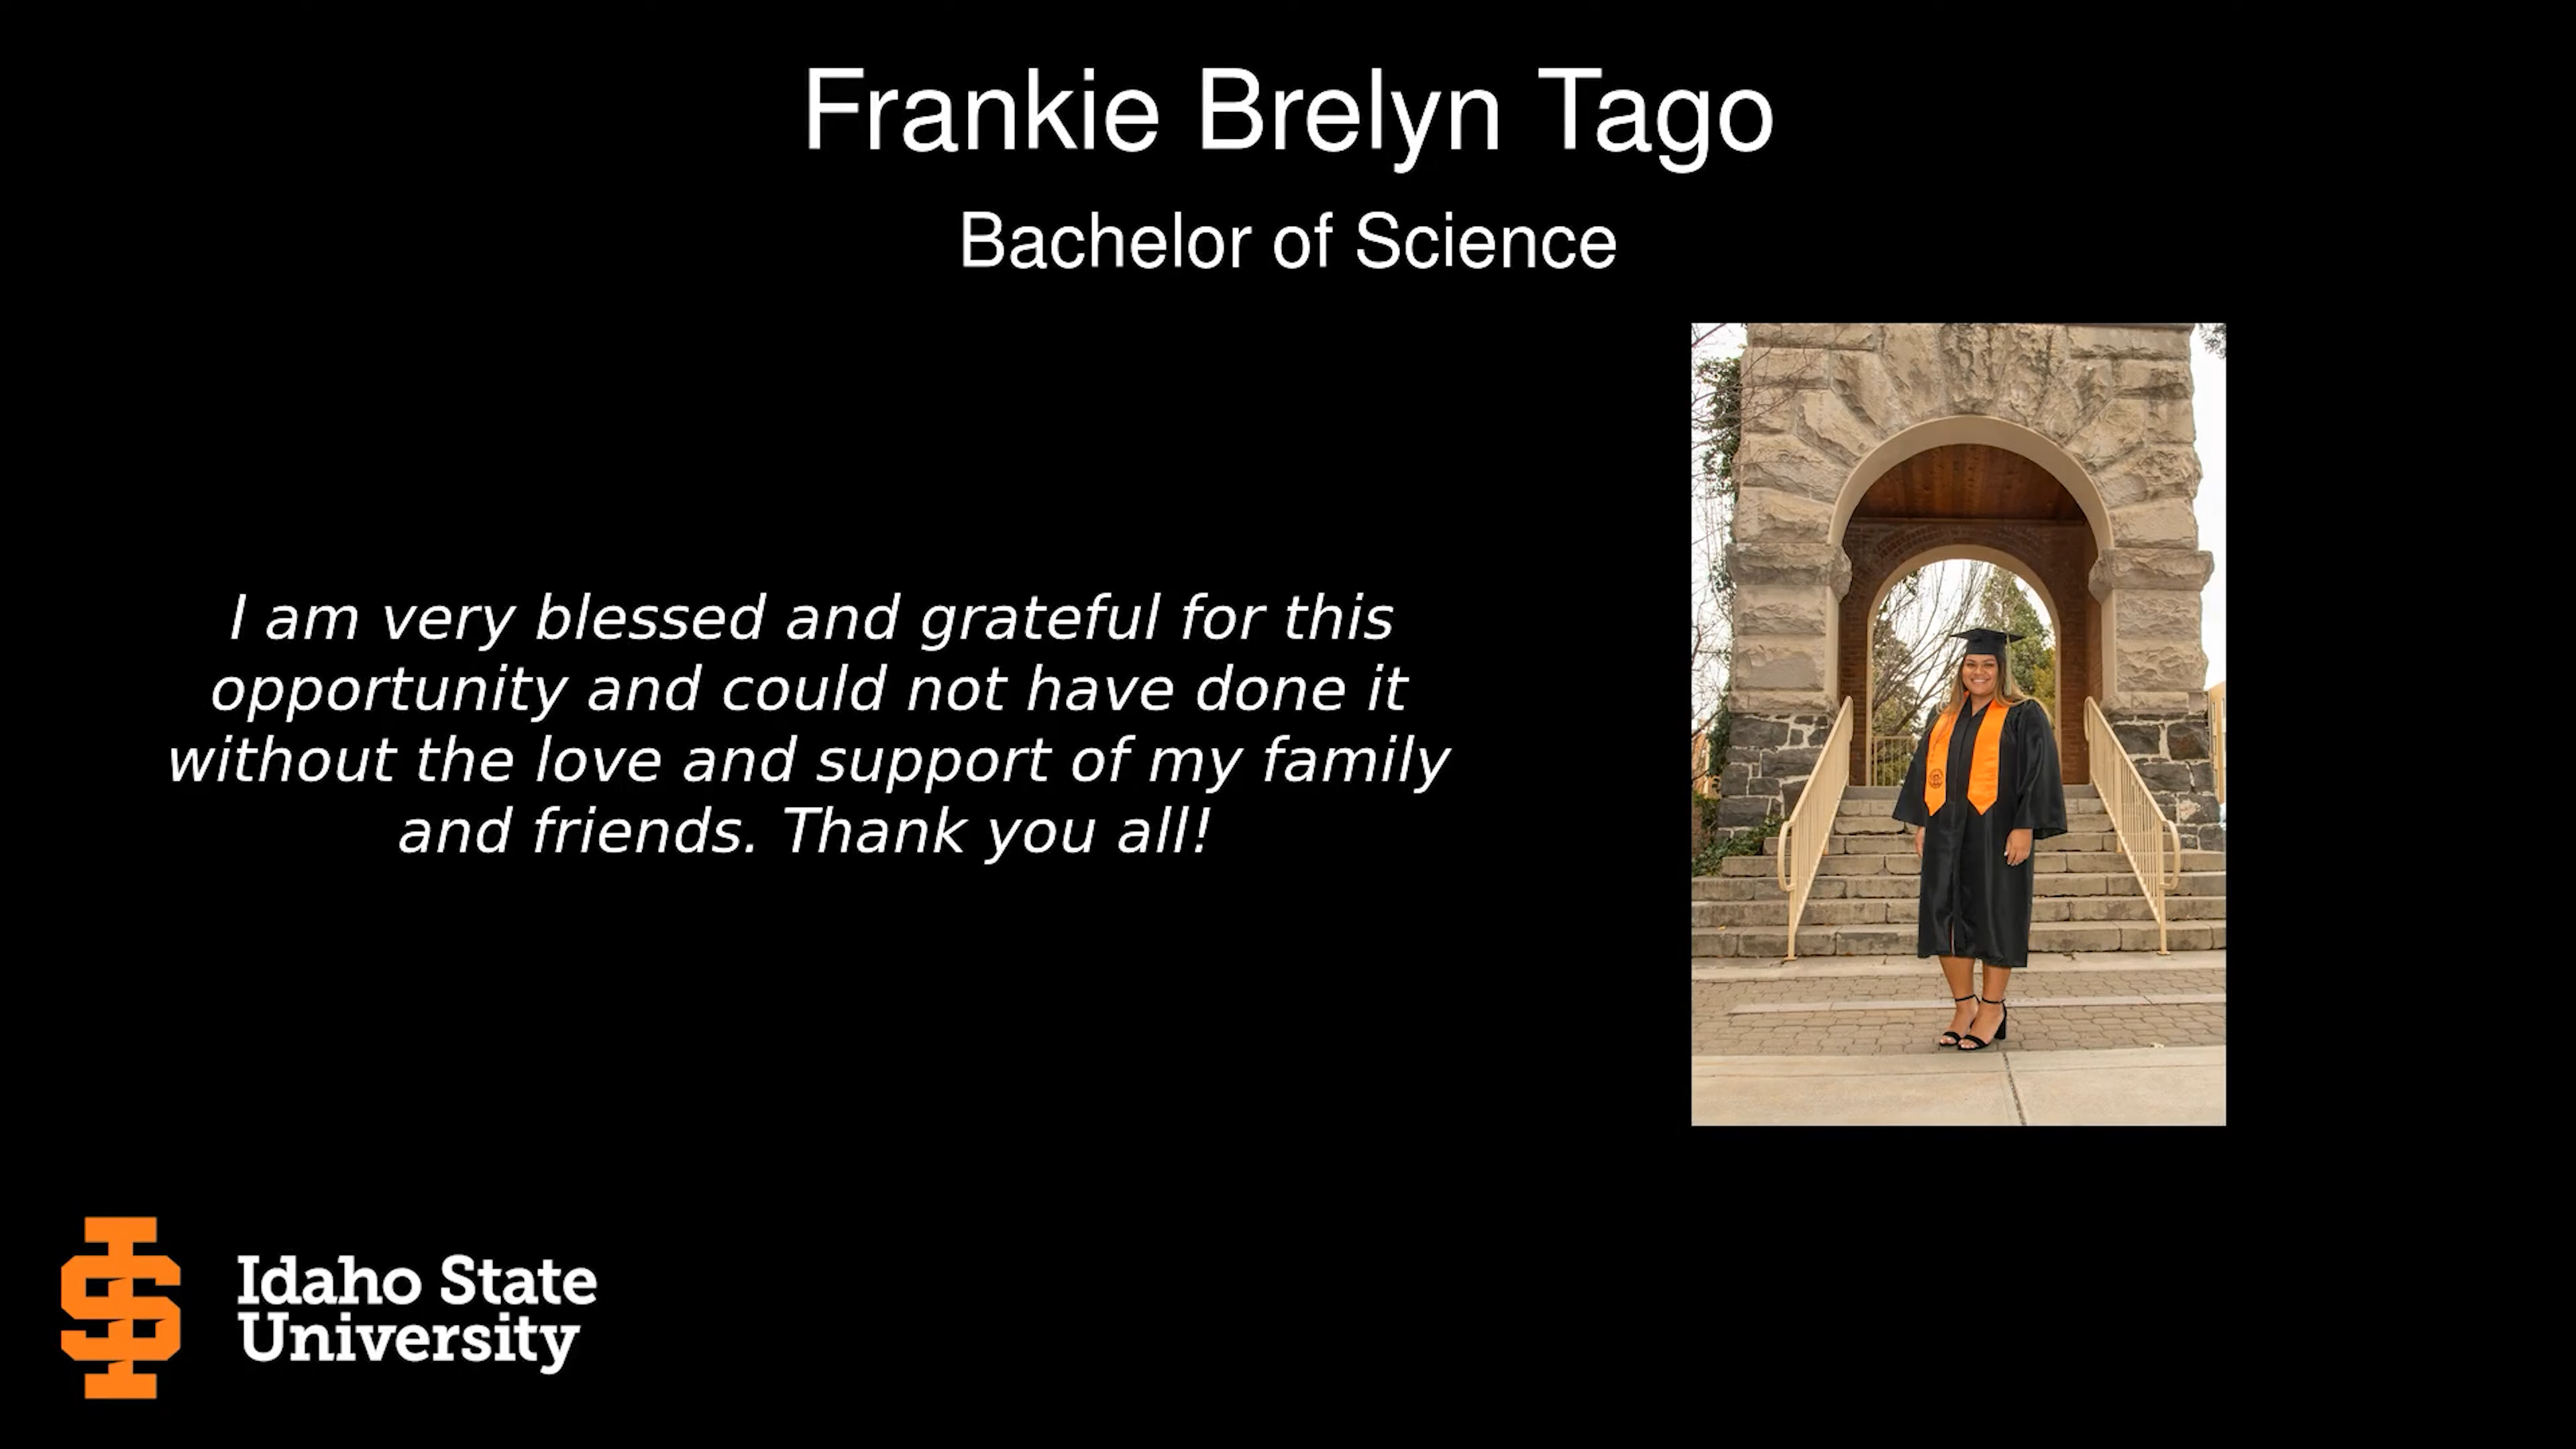 Frankie Brelyn Tago
Bachelor of Science
I am very blessed and grateful for this
opportunity and could not have done it
without the love and support of my family
and friends. Thank you all!
Idaho State
University